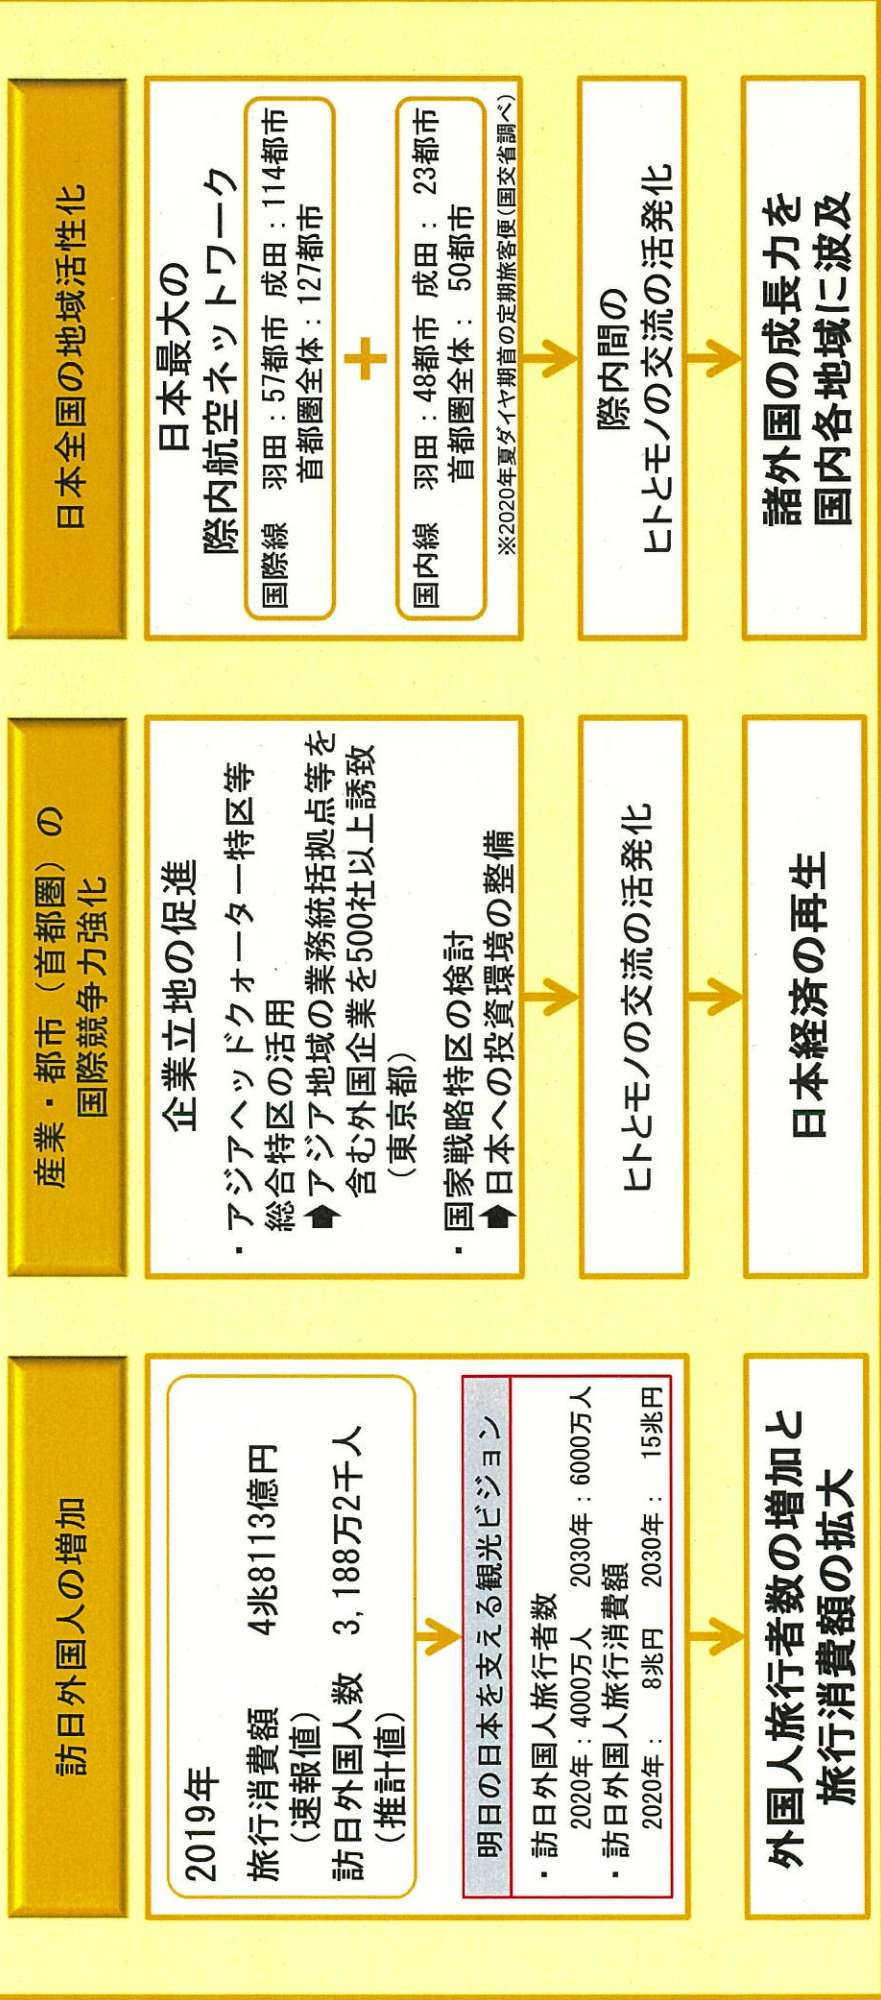 訪日外国人の増加
2019年
旅行消費額 4兆8113億円
（速報値）
訪日外国人数 3,188万2千人
（推計値）
明日の日本を支える観光ビジョン
・訪日外国人旅行者数
2020年：4000万人 2030年：6000万人
・訪日外国人旅行消費額
2020年： 8兆円 2030年： 15兆円
外国人旅行者数の増加と
旅行消費額の拡大
産業・都市（首都圏）の
国際競争力強化
企業立地の促進
・アジアヘッドクォーター特区等
総合特区の活用
➡アジア地域の業務統括拠点等を
含む外国企業を500社以上誘致
（東京都）
・国家戦略特区の検討
➡日本への投資環境の整備
ヒトとモノの交流の活発化
日本経済の再生
日本全国の地域活性化
日本最大の
際内航空ネットワーク
国際線 羽田：57都市 成田：114都市
首都圏全体：127都市
+
国内線 羽田：48都市 成田： 23都市
首都圏全体： 50都市
※2020年夏ダイヤ期首の定期旅客便（国交省調べ）
際内間の
ヒトとモノの交流の活発化
諸外国の成長力を
国内各地域に波及